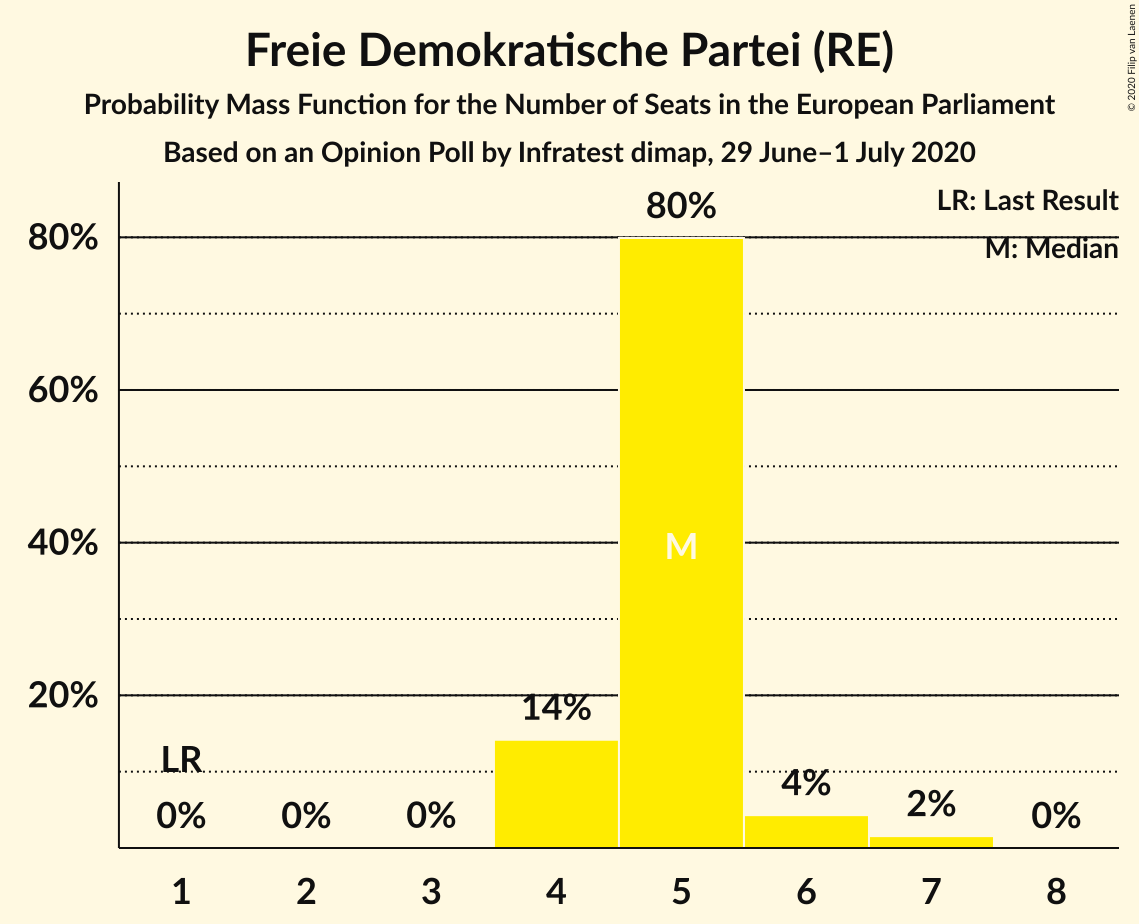 Freie Demokratische Partei (RE)
Probability Mass Function for the Number of Seats in the European Parliament
Based on an Opinion Poll by Infratest dimap, 29 June–1 July 2020
© 2020 Filip van Laenen
LR: Last Result
M: Median
80%
60%
40%
20%
LR
0%
0%
0%
14%
80%
M
4%
2%
0%
1
2
3
4
5
6
7
8